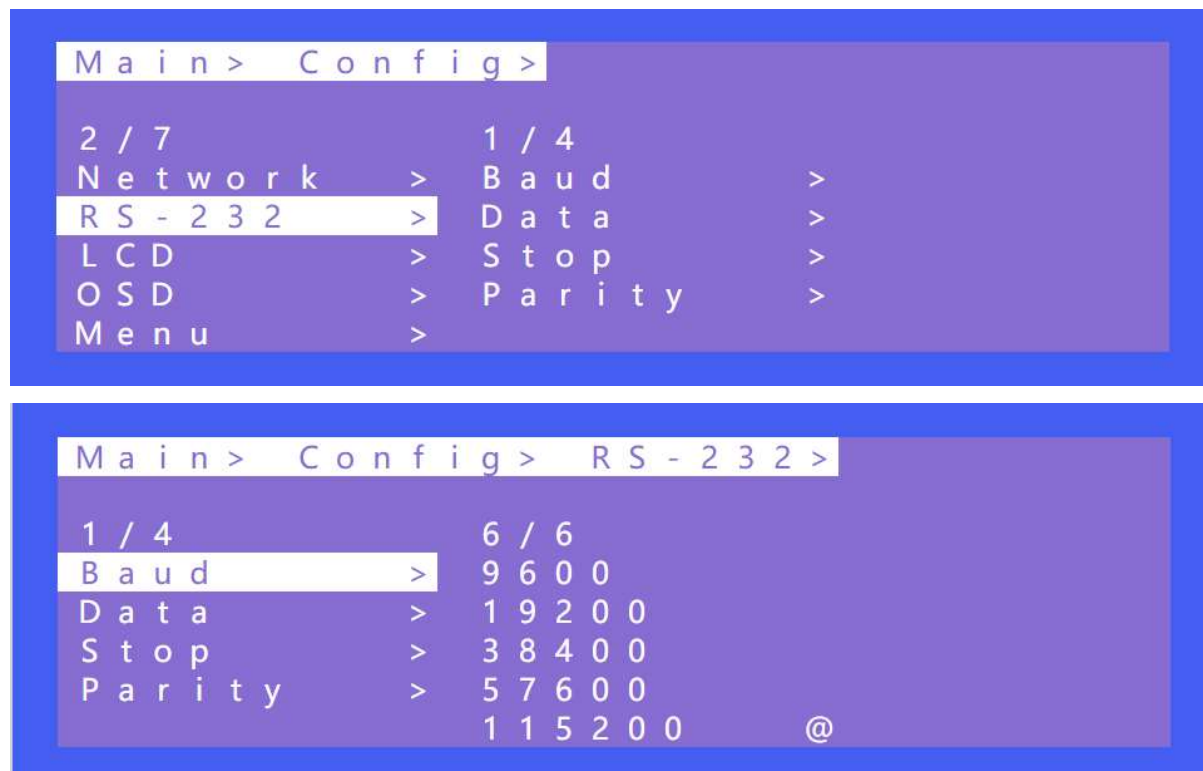 Main> Config>
2/7 1/4
Network > Baud >
RS-232 > Data >
LCD > Stop >
OSD > Parity >
Menu >
Main> Config> RS-232>
1/4 6/6
Baud > 9600
Data > 19200
Stop > 38400
Parity > 57600
115200 @